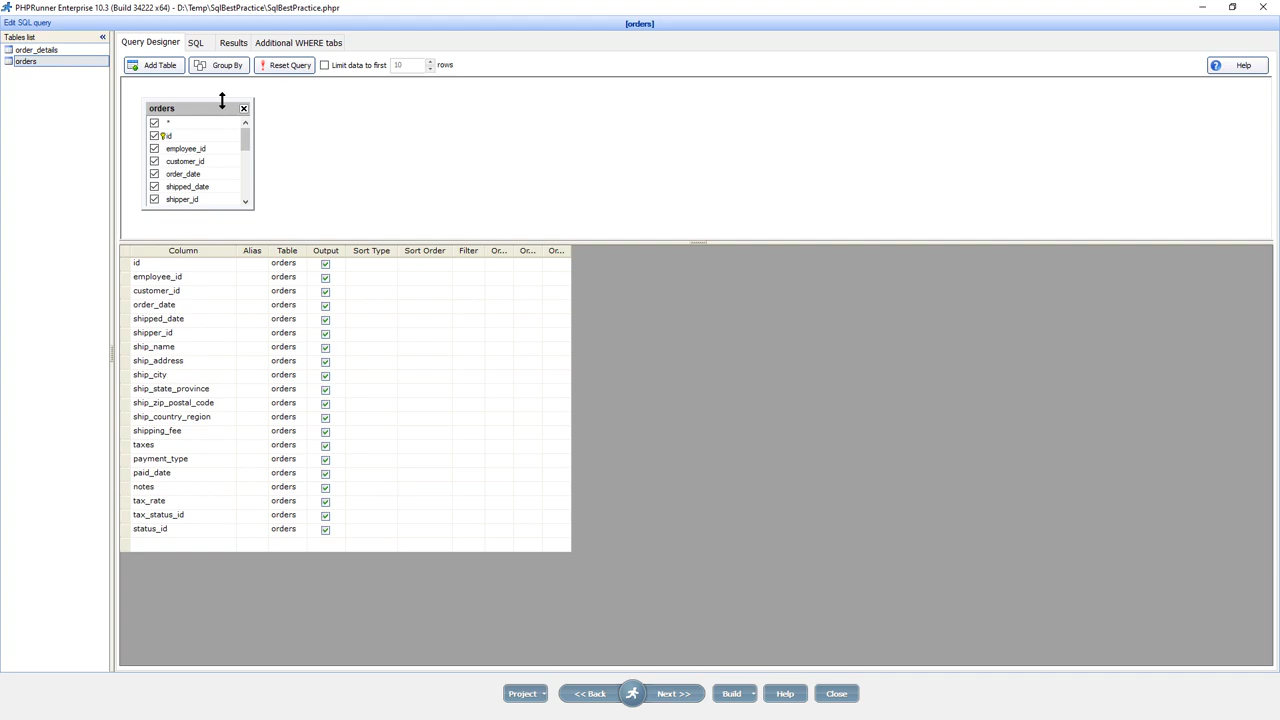 PHPRunner Enterprise 10.3 (Build 34222 x64) - D:\Temp\SqlBestPractice\SqlBestPractice.phpr
Edit SQL query
[orders]
Tables list
order_details
orders
Query Designer SQL Results Additional WHERE tabs
Add Table Group By Reset Query Limit data to first 10 rows Help
orders
*
id
employee_id
customer_id
order_date
shipped_date
shipper_id
Column Alias Table Output Sort Type Sort Order Filter Or... Or... Or...
id orders
employee_id orders
customer_id orders
order_date orders
shipped_date orders
shipper_id orders
ship_name orders
ship_address orders
ship_city orders
ship_state_province orders
ship_zip_postal_code orders
ship_country_region orders
shipping_fee orders
taxes orders
payment_type orders
paid_date orders
notes orders
tax_rate orders
tax_status_id orders
status_id orders
Project << Back Next >> Build Help Close